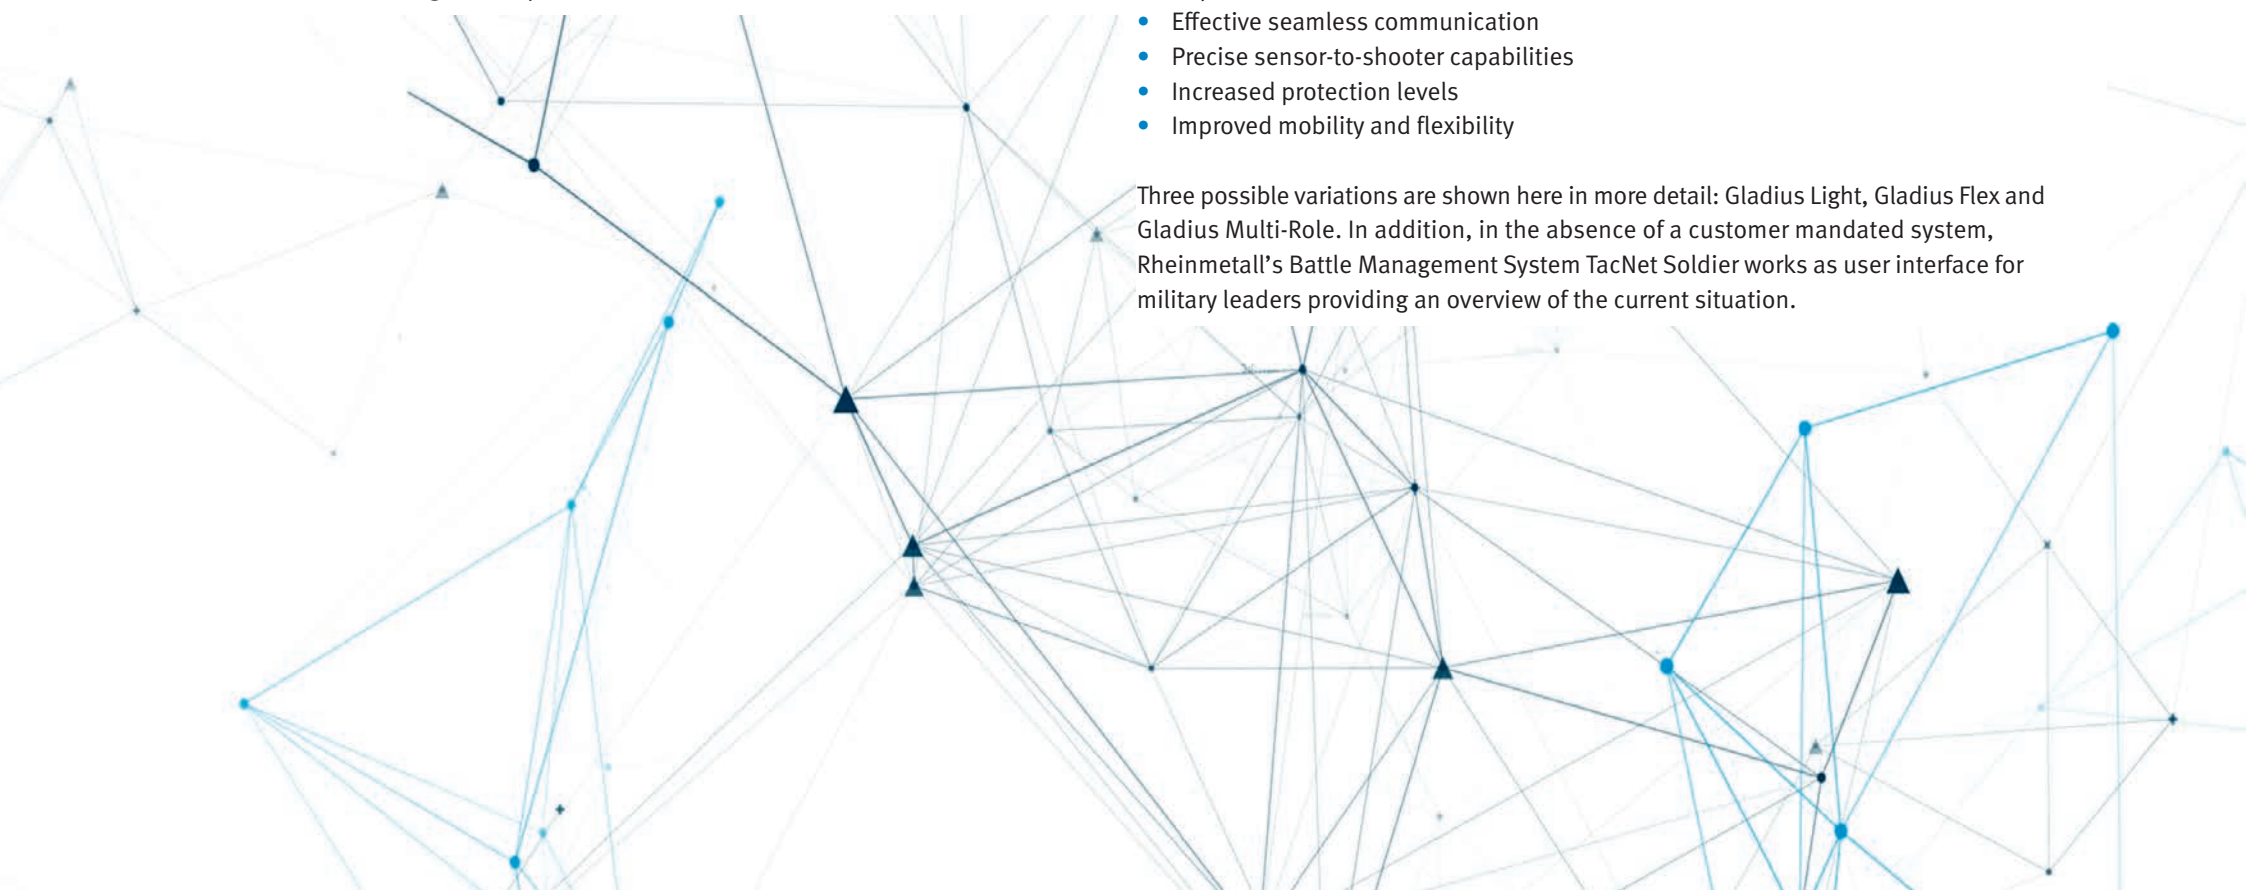 Effective seamless communication
Precise sensor-to-shooter capabilities
Increased protection levels
Improved mobility and flexibility
Three possible variations are shown here in more detail: Gladius Light, Gladius Flex and
Gladius Multi-Role. In addition, in the absence of a customer mandated system,
Rheinmetall’s Battle Management System TacNet Soldier works as user interface for
military leaders providing an overview of the current situation.